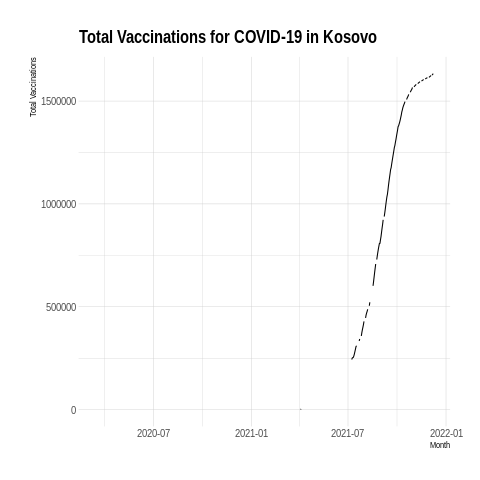 Total Vaccinations for COVID-19 in Kosovo
Total Vaccinations
1500000
1000000
500000
0
2020-07 2021-01 2021-07 2022-01
Month